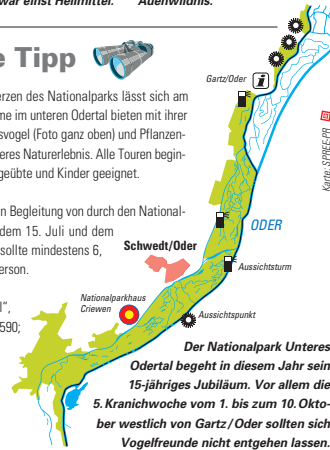 war einst Heilmittel.
Auenwildnis.
Tipp
erzen des Nationalparks lässt sich am
me im unteren Odertal bieten mit ihrer
svogel (Foto ganz oben) und Pflanzen-
eres Naturerlebnis. Alle Touren begin-
geübte und Kinder geeignet.
n Begleitung von durch den National-
dem 15. Juli und dem
sollte mindestens 6,
erson.
590;
Gartz/Oder
i
Karte: SPREE-PR
ODER
Schwedt/Oder
Aussichtsturm
Nationalparkhaus
Criewen
Aussichtspunkt
Der Nationalpark Unteres
Odertal begeht in diesem Jahr sein
15-jähriges Jubiläum. Vor allem die
5. Kranichwoche vom 1. bis zum 10. Okto-
ber westlich von Gartz/Oder sollten sich
Vogelfreunde nicht entgehen lassen.